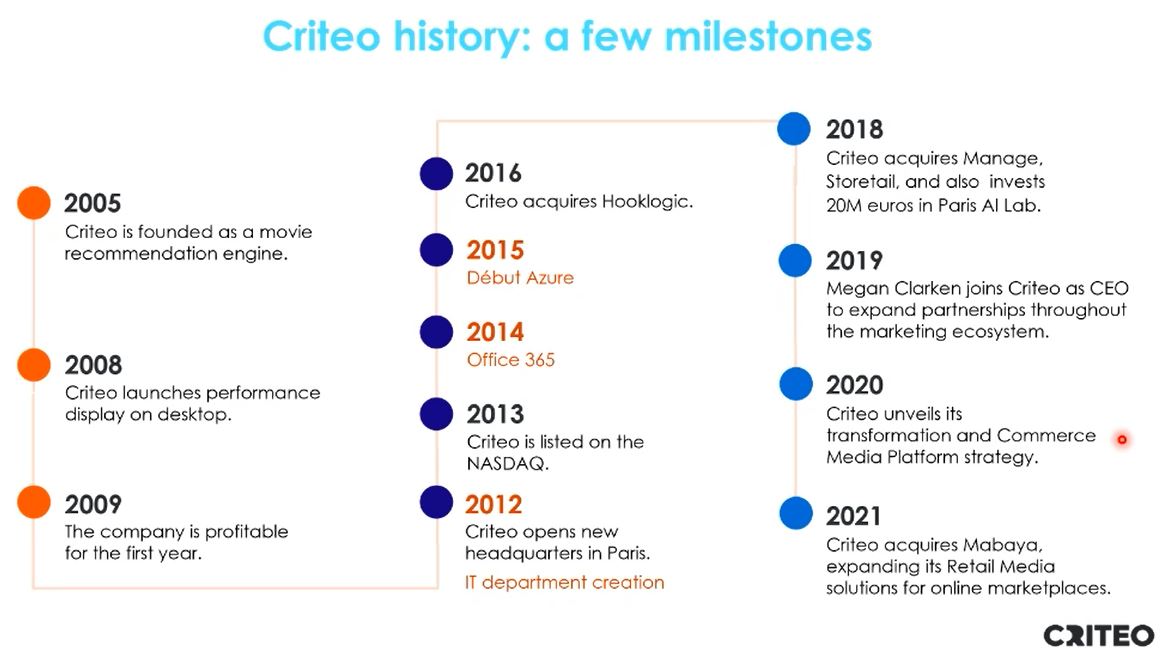 Criteo history: a few milestones
2005
Criteo is founded as a movie
recommendation engine.
2008
Criteo launches performance
display on desktop.
2009
The company is profitable
for the first year.
2016
Criteo acquires Hooklogic.
2015
Début Azure
2014
Office 365
2013
Criteo is listed on the
NASDAQ.
2012
Criteo opens new
headquarters in Paris.
IT department creation
2018
Criteo acquires Manage,
Storetail, and also invests
20M euros in Paris AI Lab.
2019
Megan Clarken joins Criteo as CEO
to expand partnerships throughout
the marketing ecosystem.
2020
Criteo unveils its
transformation and Commerce
Media Platform strategy.
2021
Criteo acquires Mabaya,
expanding its Retail Media
solutions for online marketplaces.
CRITEO